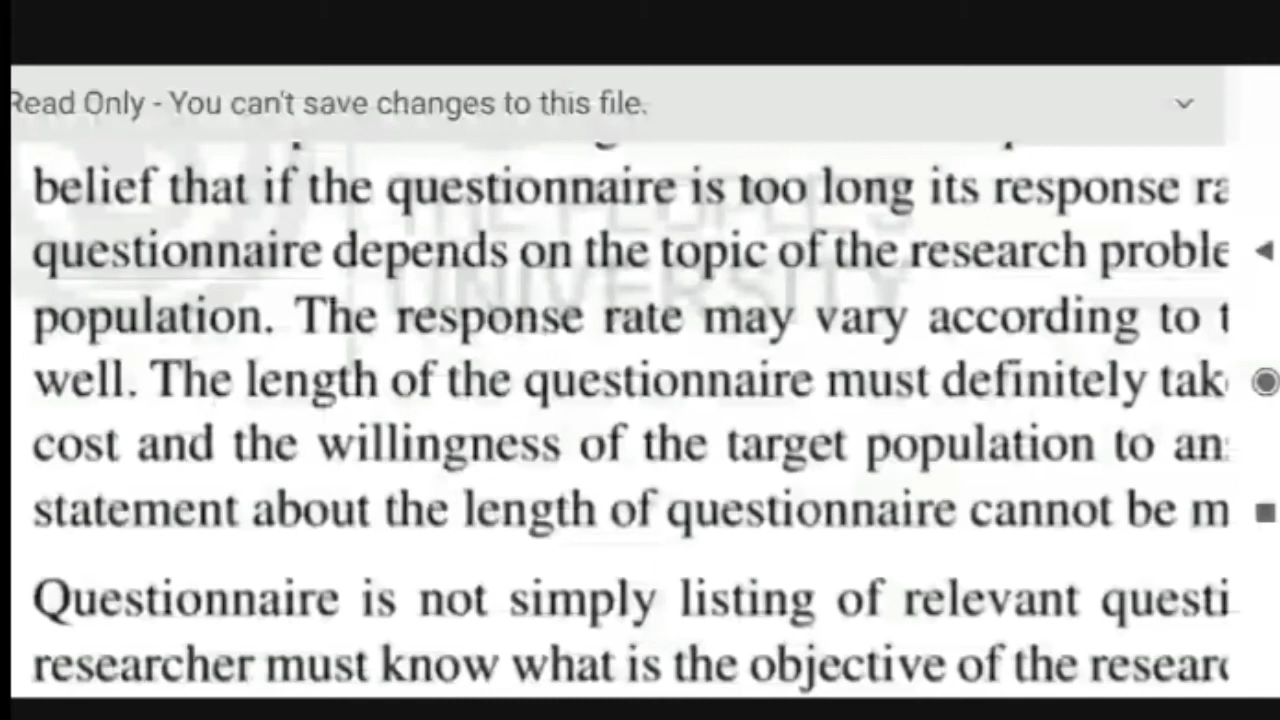 Read Only - You can't save changes to this file.
belief that if the questionnaire is too long its response
questionnaire depends on the topic of the research
population. The response rate may vary according to
well. The length of the questionnaire must definitely
cost and the willingness of the target population to
statement about the length of questionnaire cannot be
Questionnaire is not simply listing of relevant
researcher must know what is the objective of the
THE PEOPLE'S
UNIVERSITY